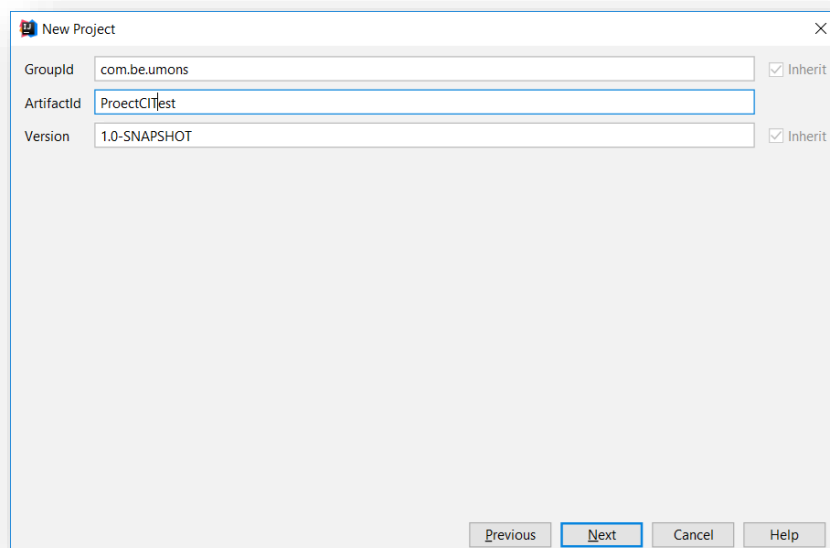 New Project
GroupId com.be.umons Inherit
ArtifactId ProectCITest
Version 1.0-SNAPSHOT Inherit
Previous Next Cancel Help